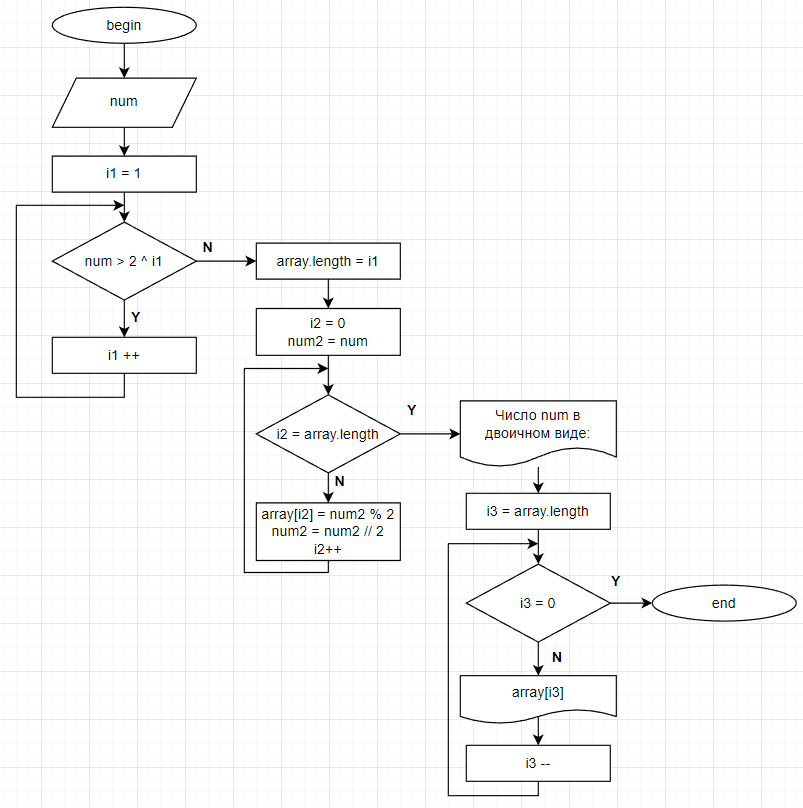 begin
num
i1 = 1
num > 2 ^ i1
N
Y
i1 ++
array.length = i1
i2 = 0
num2 = num
i2 = array.length
Y
N
array[i2] = num2 % 2
num2 = num2 // 2
i2++
Число num в
двоичном виде:
i3 = array.length
i3 = 0
Y
end
N
array[i3]
i3 --